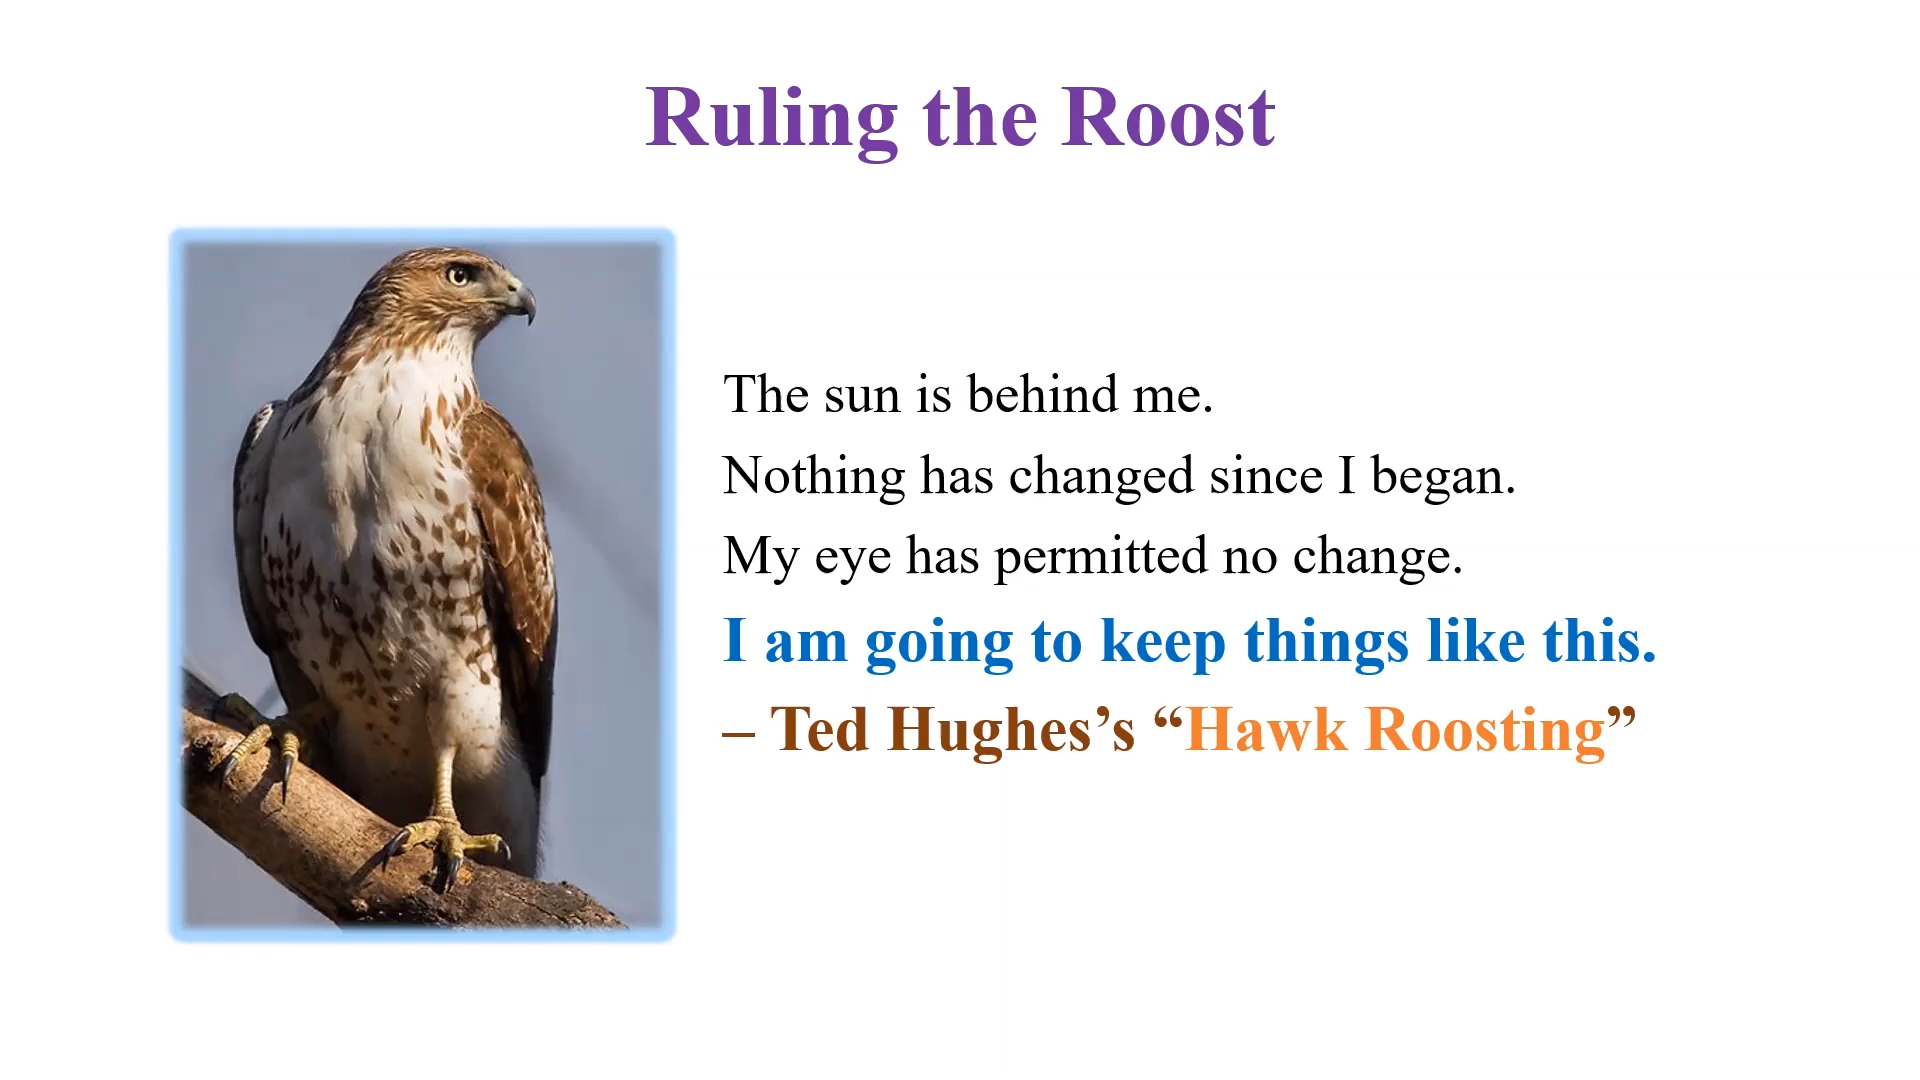 Ruling the Roost
The sun is behind me.
Nothing has changed since I began.
My eye has permitted no change.
I am going to keep things like this.
– Ted Hughes’s “Hawk Roosting”